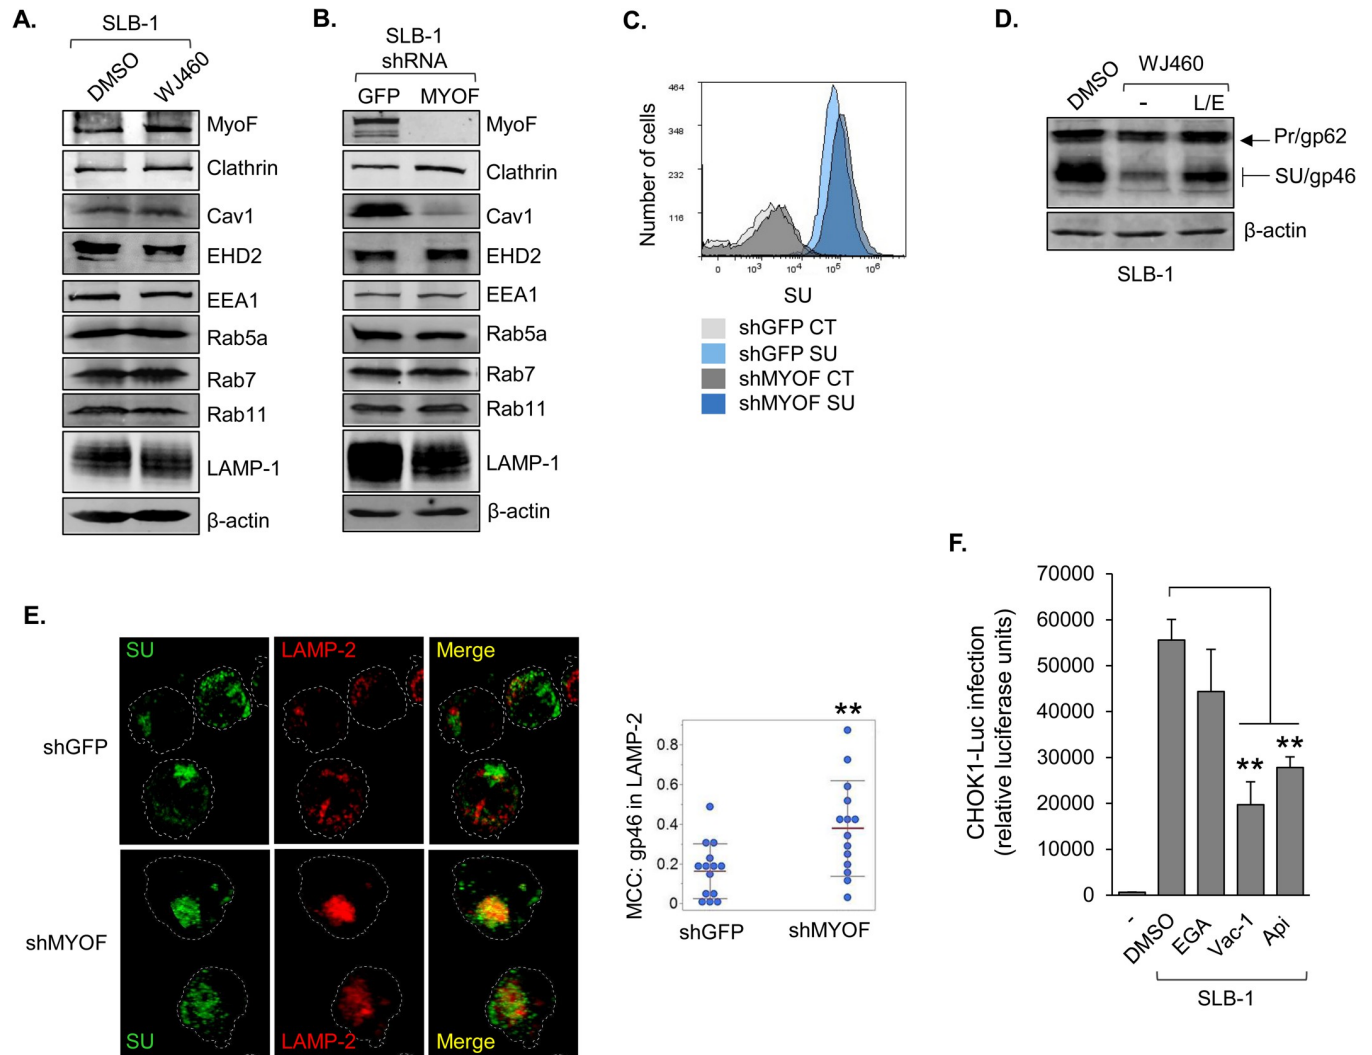 A.
SLB-1
DMSO
WJ460
MyoF
Clathrin
Cav1
EHD2
EEA1
Rab5a
Rab7
Rab11
LAMP-1
β-actin
B.
SLB-1
shRNA
GFP MYOF
MyoF
Clathrin
Cav1
EHD2
EEA1
Rab5a
Rab7
Rab11
LAMP-1
β-actin
C.
Number of cells
464
348
232
116
0 10³ 10⁴ 10⁵ 10⁶
SU
shGFP CT
shGFP SU
shMYOF CT
shMYOF SU
D.
DMSO
WJ460
- L/E
Pr/gp62
SU/gp46
β-actin
SLB-1
E.
SU LAMP-2 Merge
shGFP
shMYOF
SU LAMP-2 Merge
MCC: gp46 in LAMP-2
0.8
0.6
0.4
0.2
0
**
shGFP shMYOF
F.
CHOK1-Luc infection
(relative luciferase units)
70000
60000
50000
40000
30000
20000
10000
0
**
**
-
DMSO
EGA
Vac-1
Api
SLB-1